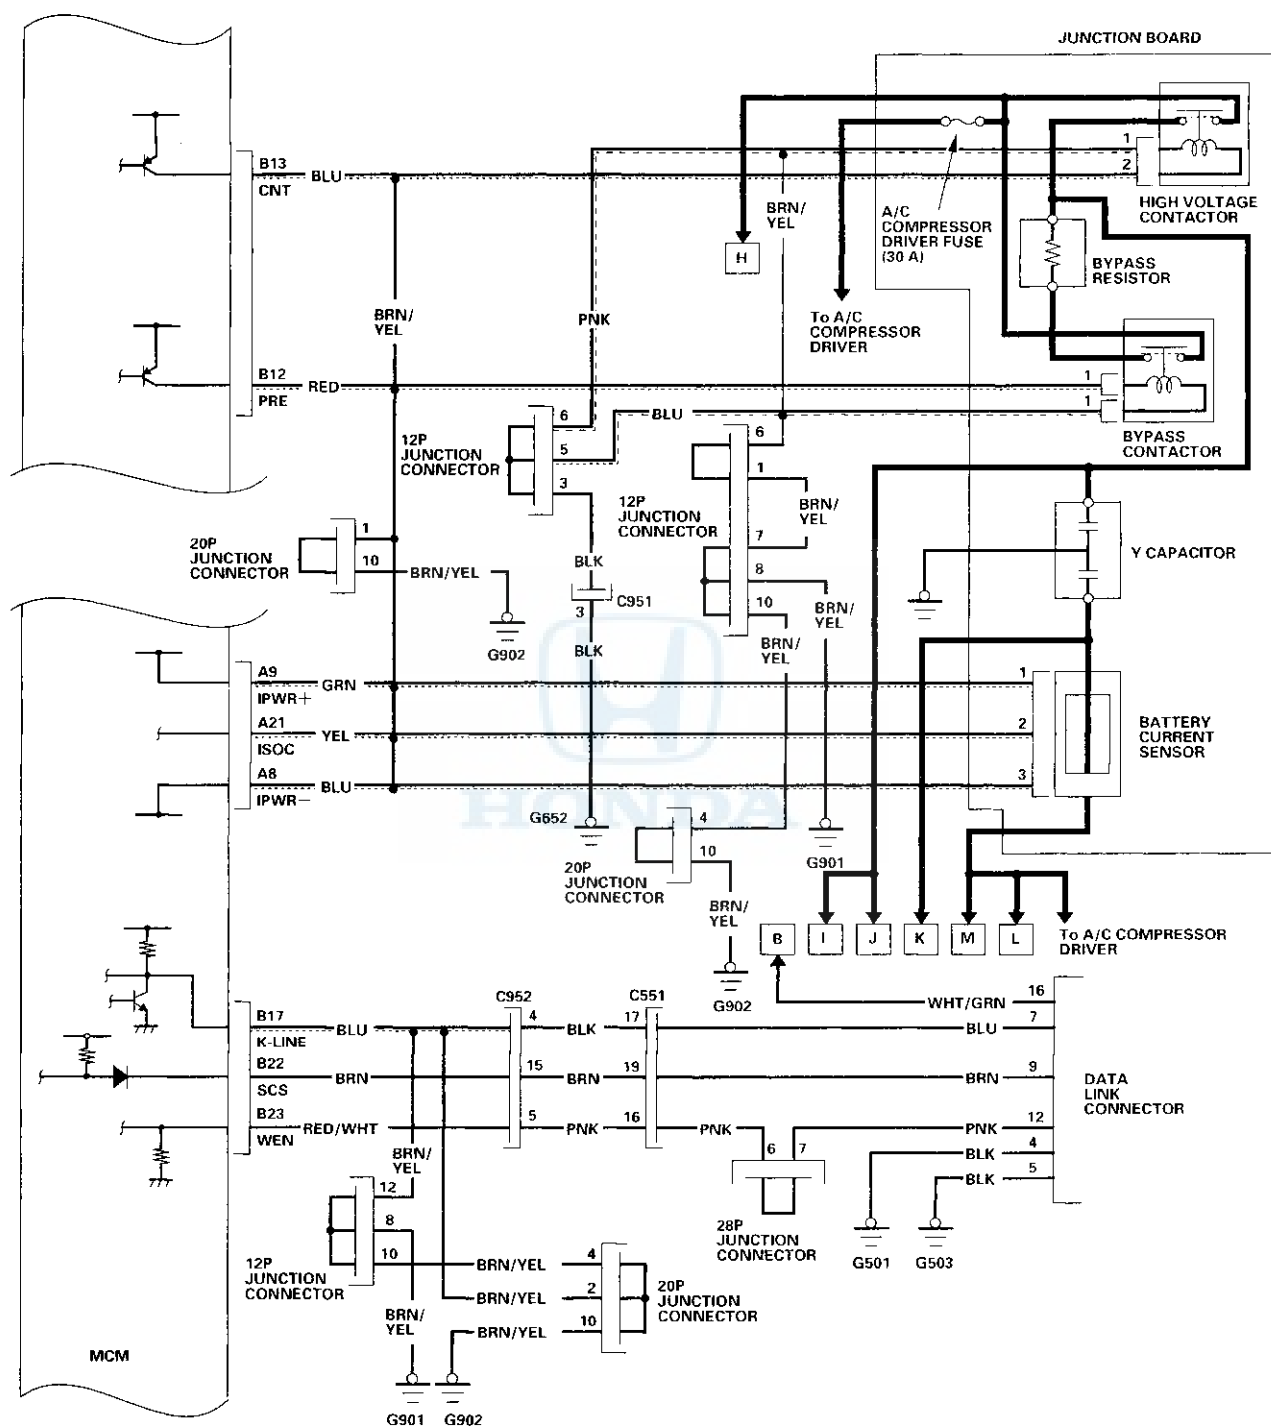 JUNCTION BOARD
B13
CNT
BLU
1
2
BRN/
YEL
A/C
COMPRESSOR
DRIVER FUSE
(30 A)
HIGH VOLTAGE
CONTACTOR
H
BYPASS
RESISTOR
BRN/
YEL
PNK
To A/C
COMPRESSOR
DRIVER
B12
PRE
RED
1
1
BLU
BYPASS
CONTACTOR
12P
JUNCTION
CONNECTOR
6
5
3
6
1
12P
JUNCTION
CONNECTOR
BRN/
YEL
7
8
10
20P
JUNCTION
CONNECTOR
1
10
BRN/YEL
G902
BLK
C951
3
BLK
BRN/
YEL
BRN/
YEL
Y CAPACITOR
A9
IPWR+
GRN
1
A21
ISOC
YEL
2
A8
IPWR−
BLU
3
BATTERY
CURRENT
SENSOR
HONDA
G652
4
10
20P
JUNCTION
CONNECTOR
G901
BRN/
YEL
G902
B
I
J
K
M
L
To A/C COMPRESSOR
DRIVER
WHT/GRN
16
C952
C551
B17
K-LINE
BLU
4
BLK
17
BLU
7
B22
SCS
BRN
15
BRN
19
BRN
9
B23
WEN
RED/WHT
5
PNK
16
PNK
6
7
PNK
12
BLK
4
BLK
5
DATA
LINK
CONNECTOR
BRN/
YEL
28P
JUNCTION
CONNECTOR
G501
G503
12
8
10
12P
JUNCTION
CONNECTOR
BRN/YEL
4
BRN/YEL
2
BRN/YEL
10
20P
JUNCTION
CONNECTOR
BRN/
YEL
MCM
G901
G902